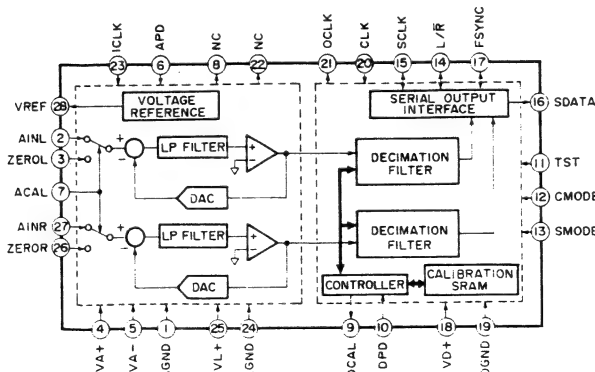 ICLK APD NC NC OCLK CLK SCLK L/R̄ FSYNC
23 6 8 22 21 20 15 14 17
VREF 28
VOLTAGE REFERENCE
SERIAL OUTPUT INTERFACE
16 SDATA
AINL 2
ZEROL 3
LP FILTER
DAC
DECIMATION FILTER
11 TST
ACAL 7
12 CMODE
AINR 27
ZEROR 26
LP FILTER
DAC
DECIMATION FILTER
13 SMODE
CONTROLLER
CALIBRATION SRAM
4 5 1 25 24 9 10 18 19
VA+ VA- GND VL+ GND CAL DPD VD+ GND